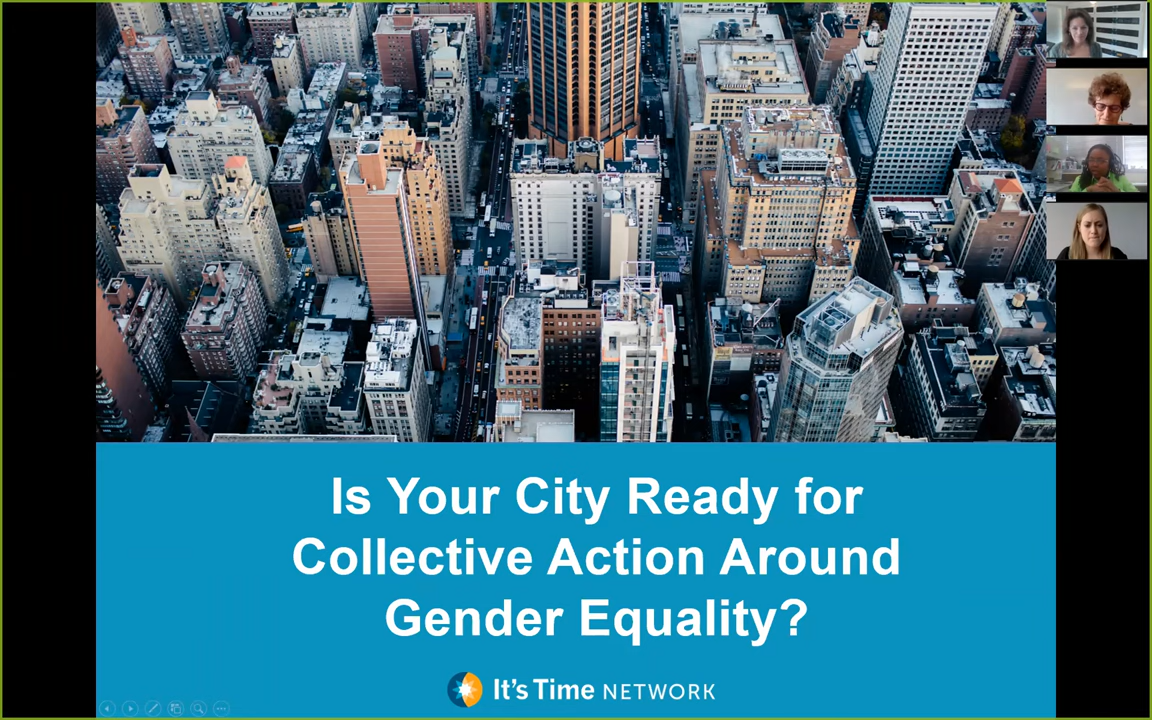 Is Your City Ready for
Collective Action Around
Gender Equality?
It's Time NETWORK